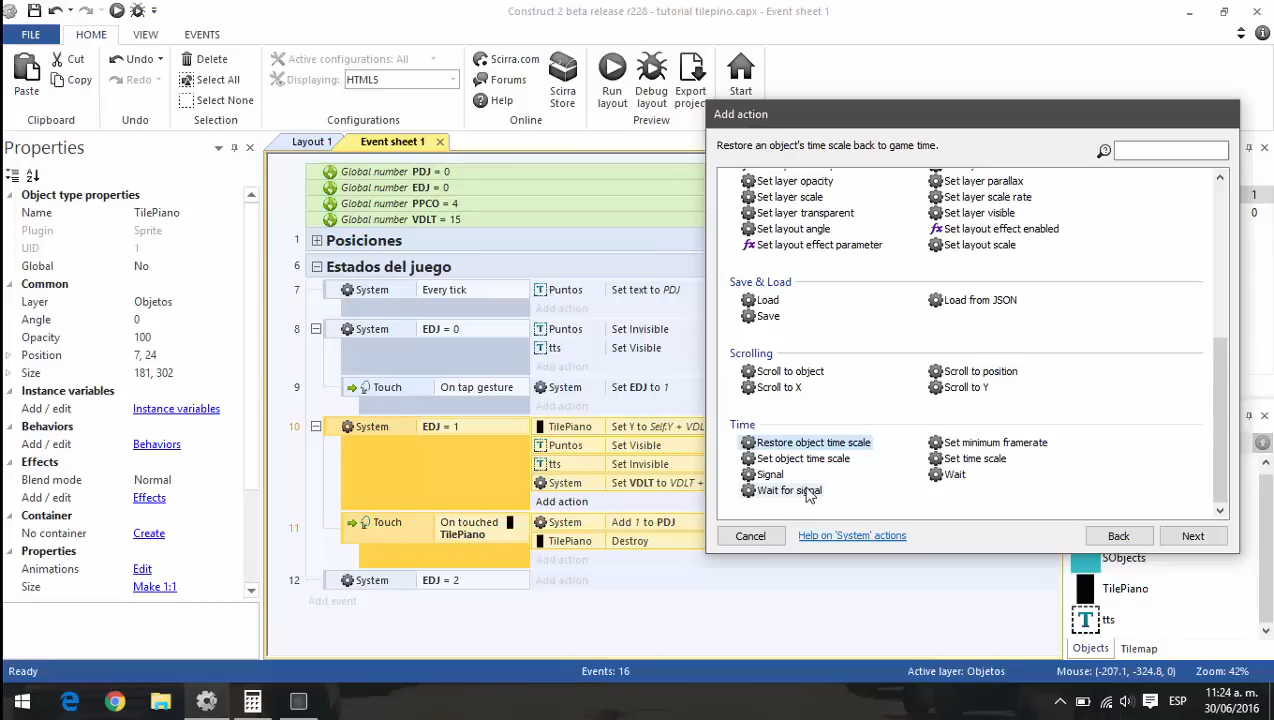 Construct 2 beta release r228 - tutorial tilepino.capx - Event sheet 1
FILE HOME VIEW EVENTS
Paste
Cut
Copy
Clipboard
Undo
Redo
Undo
Delete
Select All
Select None
Selection
Active configurations: All
Displaying: HTML5
Configurations
Scirra.com
Forums
Help
Scirra Store
Online
Run layout
Debug layout
Export project
Preview
Start
Properties
Object type properties
Name TilePiano
Plugin Sprite
UID 1
Global No
Common
Layer Objetos
Angle 0
Opacity 100
Position 7, 24
Size 181, 302
Instance variables
Add / edit Instance variables
Behaviors
Add / edit Behaviors
Effects
Blend mode Normal
Add / edit Effects
Container
No container Create
Properties
Animations Edit
Size Make 1:1
Layout 1
Event sheet 1
Global number PDJ = 0
Global number EDJ = 0
Global number PPCO = 4
Global number VDLT = 15
1 Posiciones
6 Estados del juego
7 System Every tick T Puntos Set text to PDJ
Add action
8 System EDJ = 0 T Puntos Set Invisible
T tts Set Visible
Add action
9 Touch On tap gesture System Set EDJ to 1
Add action
10 System EDJ = 1 TilePiano Set Y to Self.Y + VDL
T Puntos Set Visible
T tts Set Invisible
System Set VDLT to VDLT +
Add action
11 Touch On touched TilePiano System Add 1 to PDJ
TilePiano Destroy
Add action
12 System EDJ = 2 Add action
Add event
Add action
Restore an object's time scale back to game time.
Set layer opacity Set layer parallax
Set layer scale Set layer scale rate
Set layer transparent Set layer visible
Set layout angle fx Set layout effect enabled
fx Set layout effect parameter Set layout scale
Save & Load
Load Load from JSON
Save
Scrolling
Scroll to object Scroll to position
Scroll to X Scroll to Y
Time
Restore object time scale Set minimum framerate
Set object time scale Set time scale
Signal Wait
Wait for signal
Cancel Help on 'System' actions Back Next
1
0
SObjects
TilePiano
T tts
Objects Tilemap
Ready Events: 16 Active layer: Objetos Mouse: (-207.1, -324.8, 0) Zoom: 42%
ESP
11:24 a. m.
30/06/2016